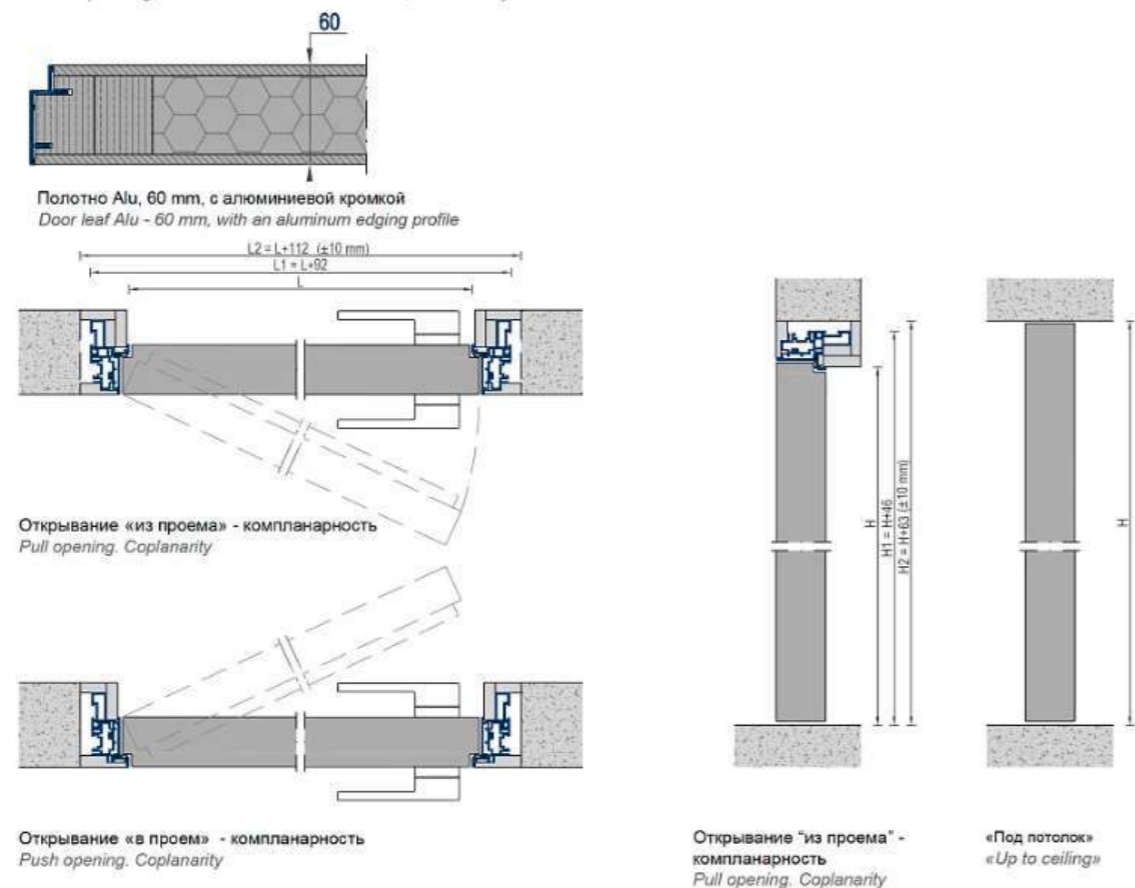 60
Полотно Alu, 60 mm, с алюминиевой кромкой
Door leaf Alu - 60 mm, with an aluminum edging profile
L2 = L+112 (±10 mm)
L1 = L+92
L
Открывание «из проема» - компланарность
Pull opening. Coplanarity
Открывание «в проем» - компланарность
Push opening. Coplanarity
H
H1 = H+46
H2 = H+63 (±10 mm)
Открывание "из проема" -
компланарность
Pull opening. Coplanarity
H
«Под потолок»
«Up to ceiling»